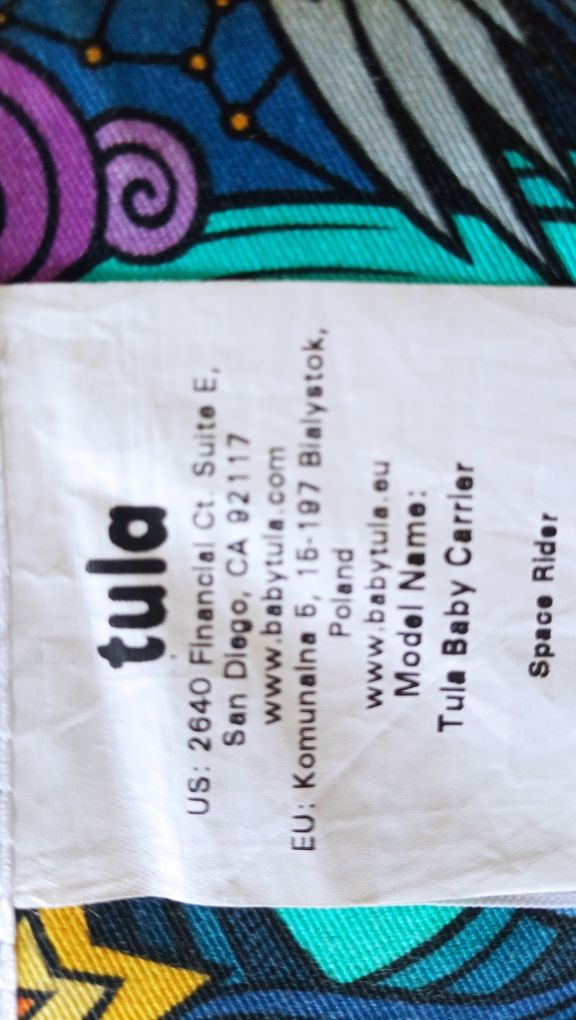 tula
US: 2640 Financial Ct. Suite E,
San Diego, CA 92117
www.babytula.com
EU: Komunalna 5, 15-197 Bialystok,
Poland
www.babytula.eu
Model Name:
Tula Baby Carrier
Space Rider